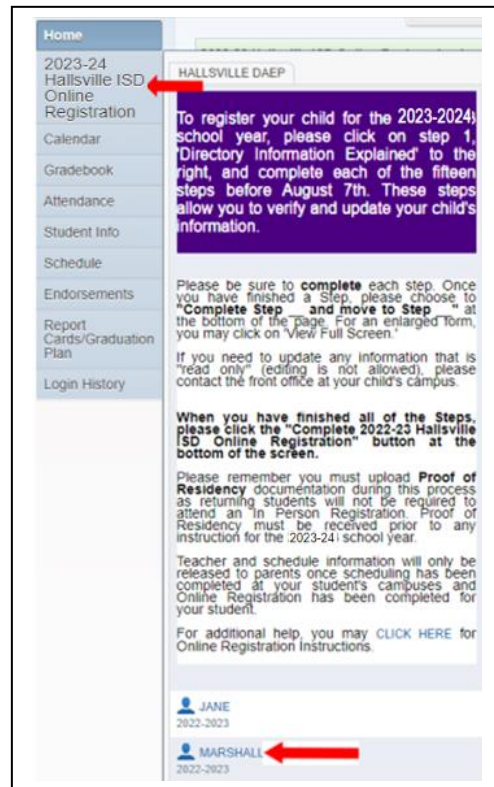 Home
2023-24
Hallsville ISD
Online
Registration
Calendar
Gradebook
Attendance
Student Info
Schedule
Endorsements
Report
Cards/Graduation
Plan
Login History
HALLSVILLE DAEP
To register your child for the 2023-2024
school year, please click on step 1,
'Directory Information Explained' to the
right, and complete each of the fifteen
steps before August 7th. These steps
allow you to verify and update your child's
information.
Please be sure to complete each step. Once
you have finished a Step, please choose to
"Complete Step __ and move to Step __" at
the bottom of the page. For an enlarged form,
you may click on 'View Full Screen.'
If you need to update any information that is
"read only" (editing is not allowed), please
contact the front office at your child's campus.
When you have finished all of the Steps,
please click the "Complete 2022-23 Hallsville
ISD Online Registration" button at the
bottom of the screen.
Please remember you must upload Proof of
Residency documentation during this process
as returning students will not be required to
attend an In Person Registration. Proof of
Residency must be received prior to any
instruction for the 2023-24 school year.
Teacher and schedule information will only be
released to parents once scheduling has been
completed at your student's campuses and
Online Registration has been completed for
your student.
For additional help, you may CLICK HERE for
Online Registration Instructions.
JANE
2022-2023
MARSHALL
2022-2023